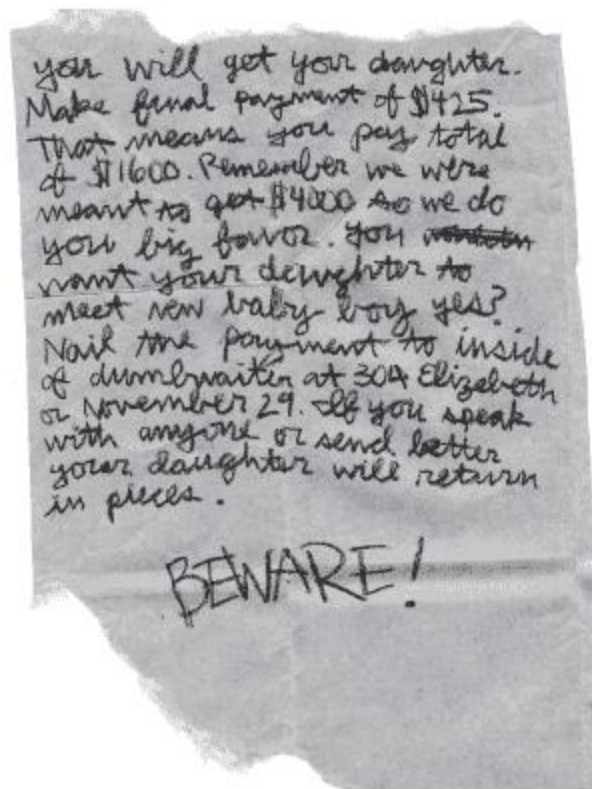 you will get your daughter.
Make final payment of $425.
That means you pay total
of $1600. Remember we were
meant to get $4000 so we do
you big favor. You
want your daughter to
meet new baby boy yes?
Nail the payment to inside
of dumbwaiter at 304 Elizabeth
on November 29. If you speak
with anyone or send letter
your daughter will return
in pieces.
BEWARE!